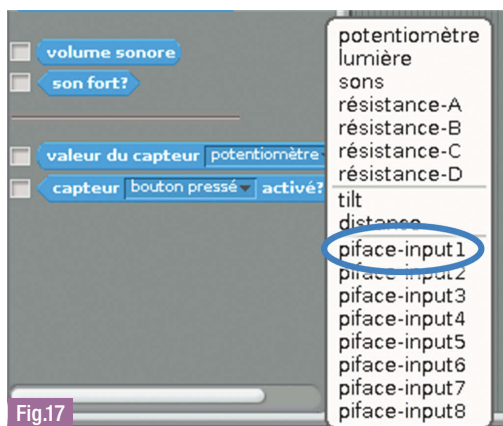 volume sonore
son fort?
valeur du capteur potentiomètre
capteur bouton pressé activé?
potentiomètre
lumière
sons
résistance-A
résistance-B
résistance-C
résistance-D
tilt
distance
piface-input1
piface-input2
piface-input3
piface-input4
piface-input5
piface-input6
piface-input7
piface-input8
Fig.17